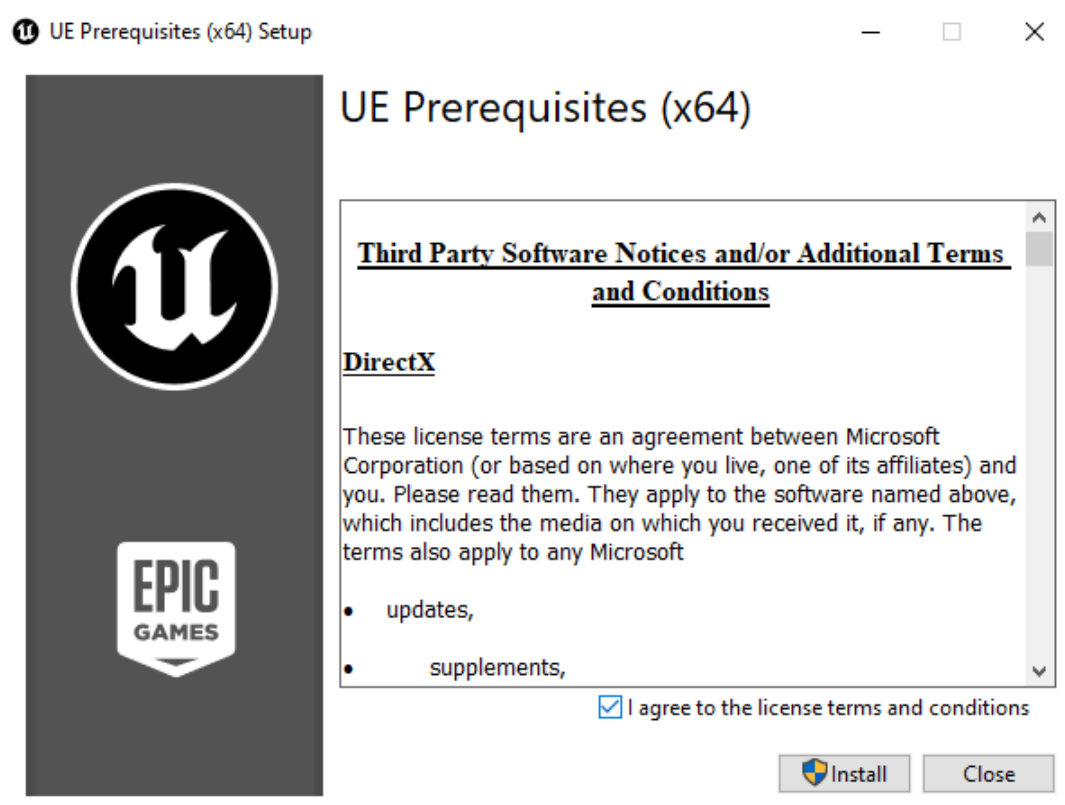 UE Prerequisites (x64) Setup
UE Prerequisites (x64)
Third Party Software Notices and/or Additional Terms
and Conditions
DirectX
These license terms are an agreement between Microsoft
Corporation (or based on where you live, one of its affiliates) and
you. Please read them. They apply to the software named above,
which includes the media on which you received it, if any. The
terms also apply to any Microsoft
• updates,
• supplements,
EPIC
GAMES
I agree to the license terms and conditions
Install
Close